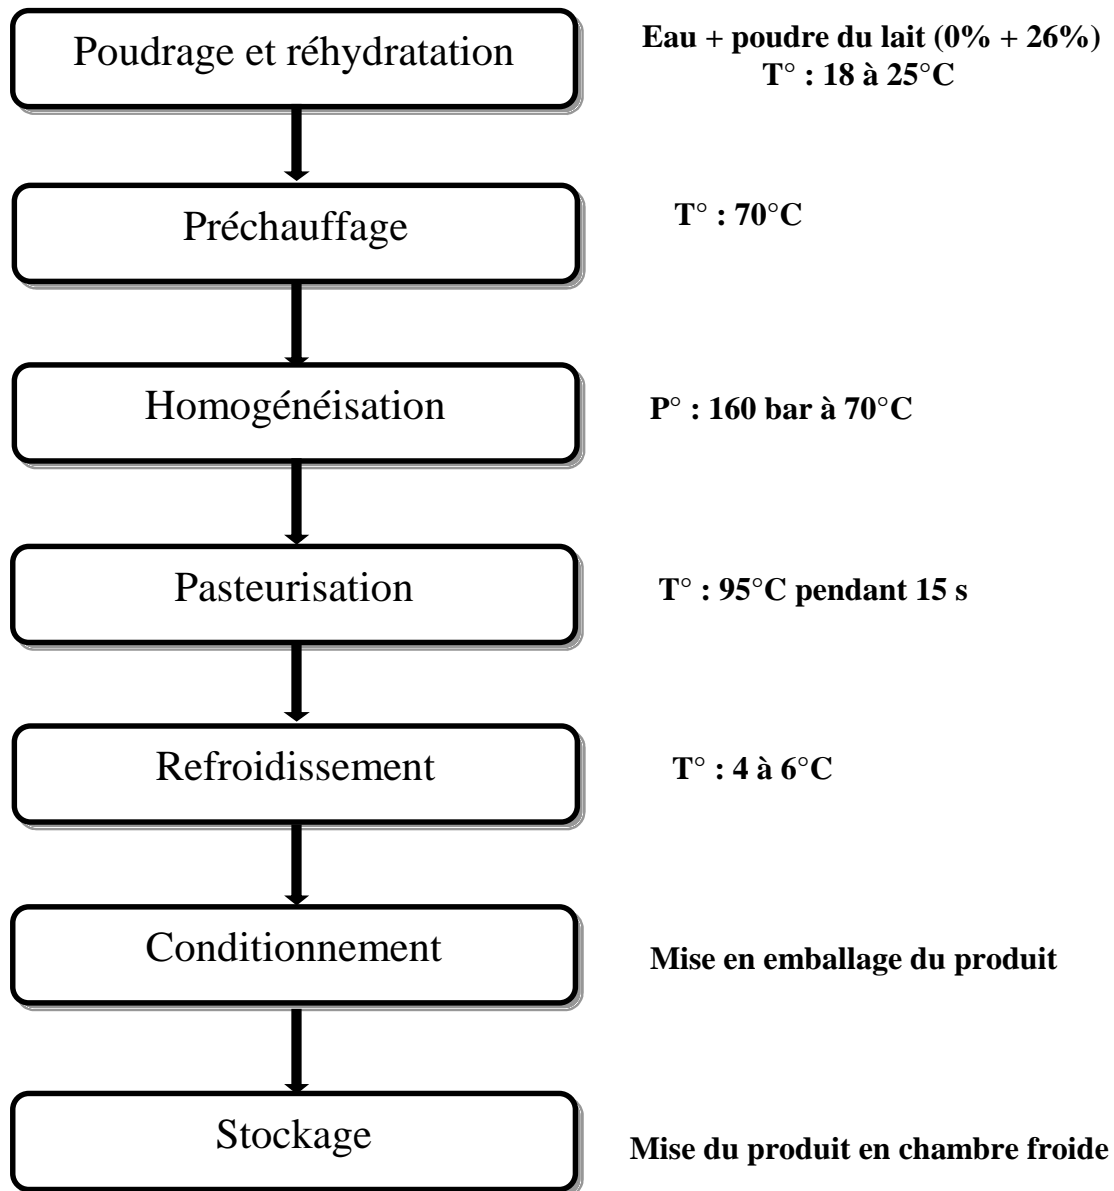 Poudrage et réhydratation
Eau + poudre du lait (0% + 26%)
T° : 18 à 25°C
Préchauffage
T° : 70°C
Homogénéisation
P° : 160 bar à 70°C
Pasteurisation
T° : 95°C pendant 15 s
Refroidissement
T° : 4 à 6°C
Conditionnement
Mise en emballage du produit
Stockage
Mise du produit en chambre froide